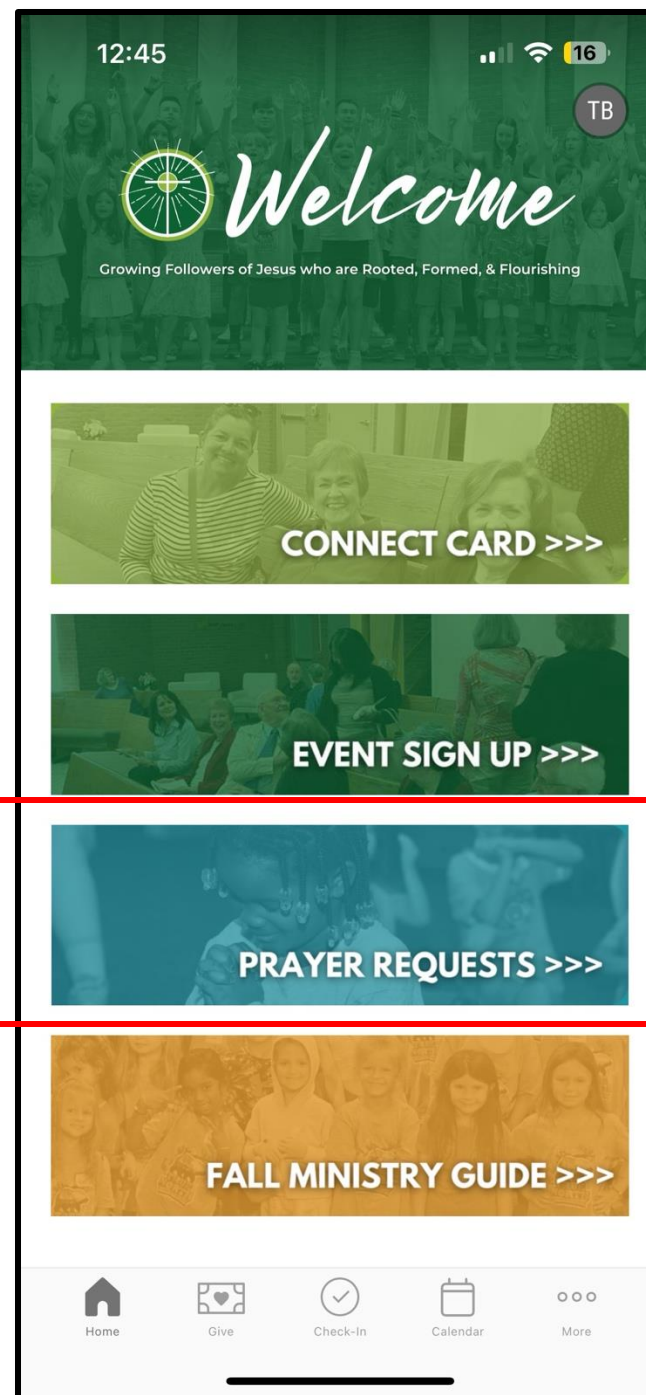 12:45
16
TB
Welcome
Growing Followers of Jesus who are Rooted, Formed, & Flourishing
CONNECT CARD >>>
EVENT SIGN UP >>>
PRAYER REQUESTS >>>
FALL MINISTRY GUIDE >>>
Home Give Check-In Calendar More